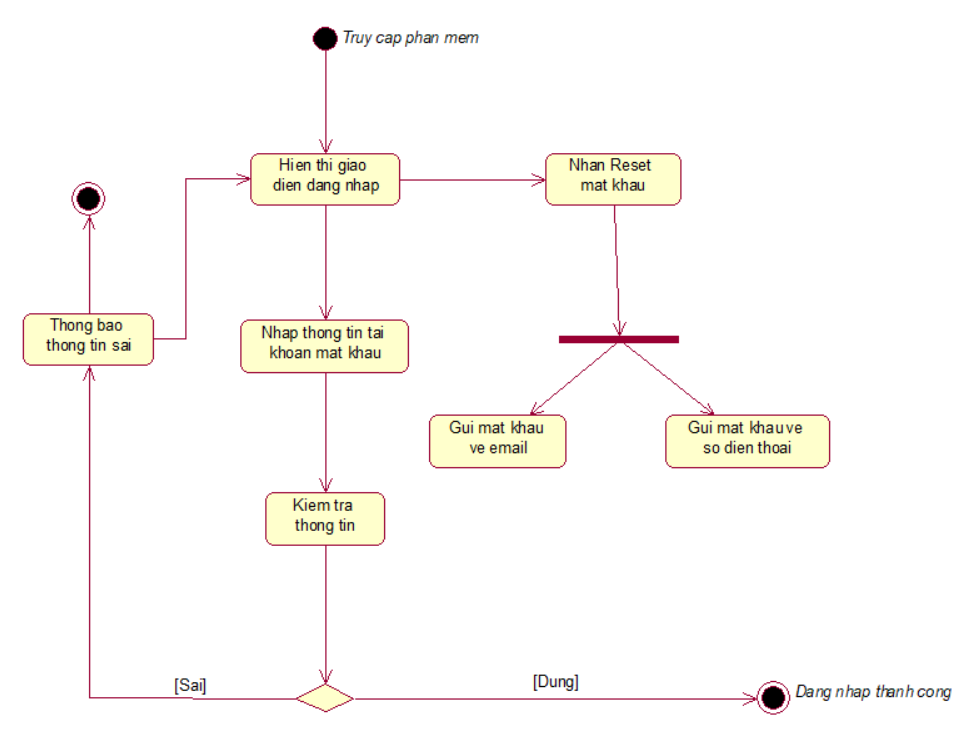 Truy cap phan mem
Hien thi giao
dien dang nhap
Nhan Reset
mat khau
Thong bao
thong tin sai
Nhap thong tin tai
khoan mat khau
Gui mat khau
ve email
Gui mat khau ve
so dien thoai
Kiem tra
thong tin
[Sai]
[Dung]
Dang nhap thanh cong